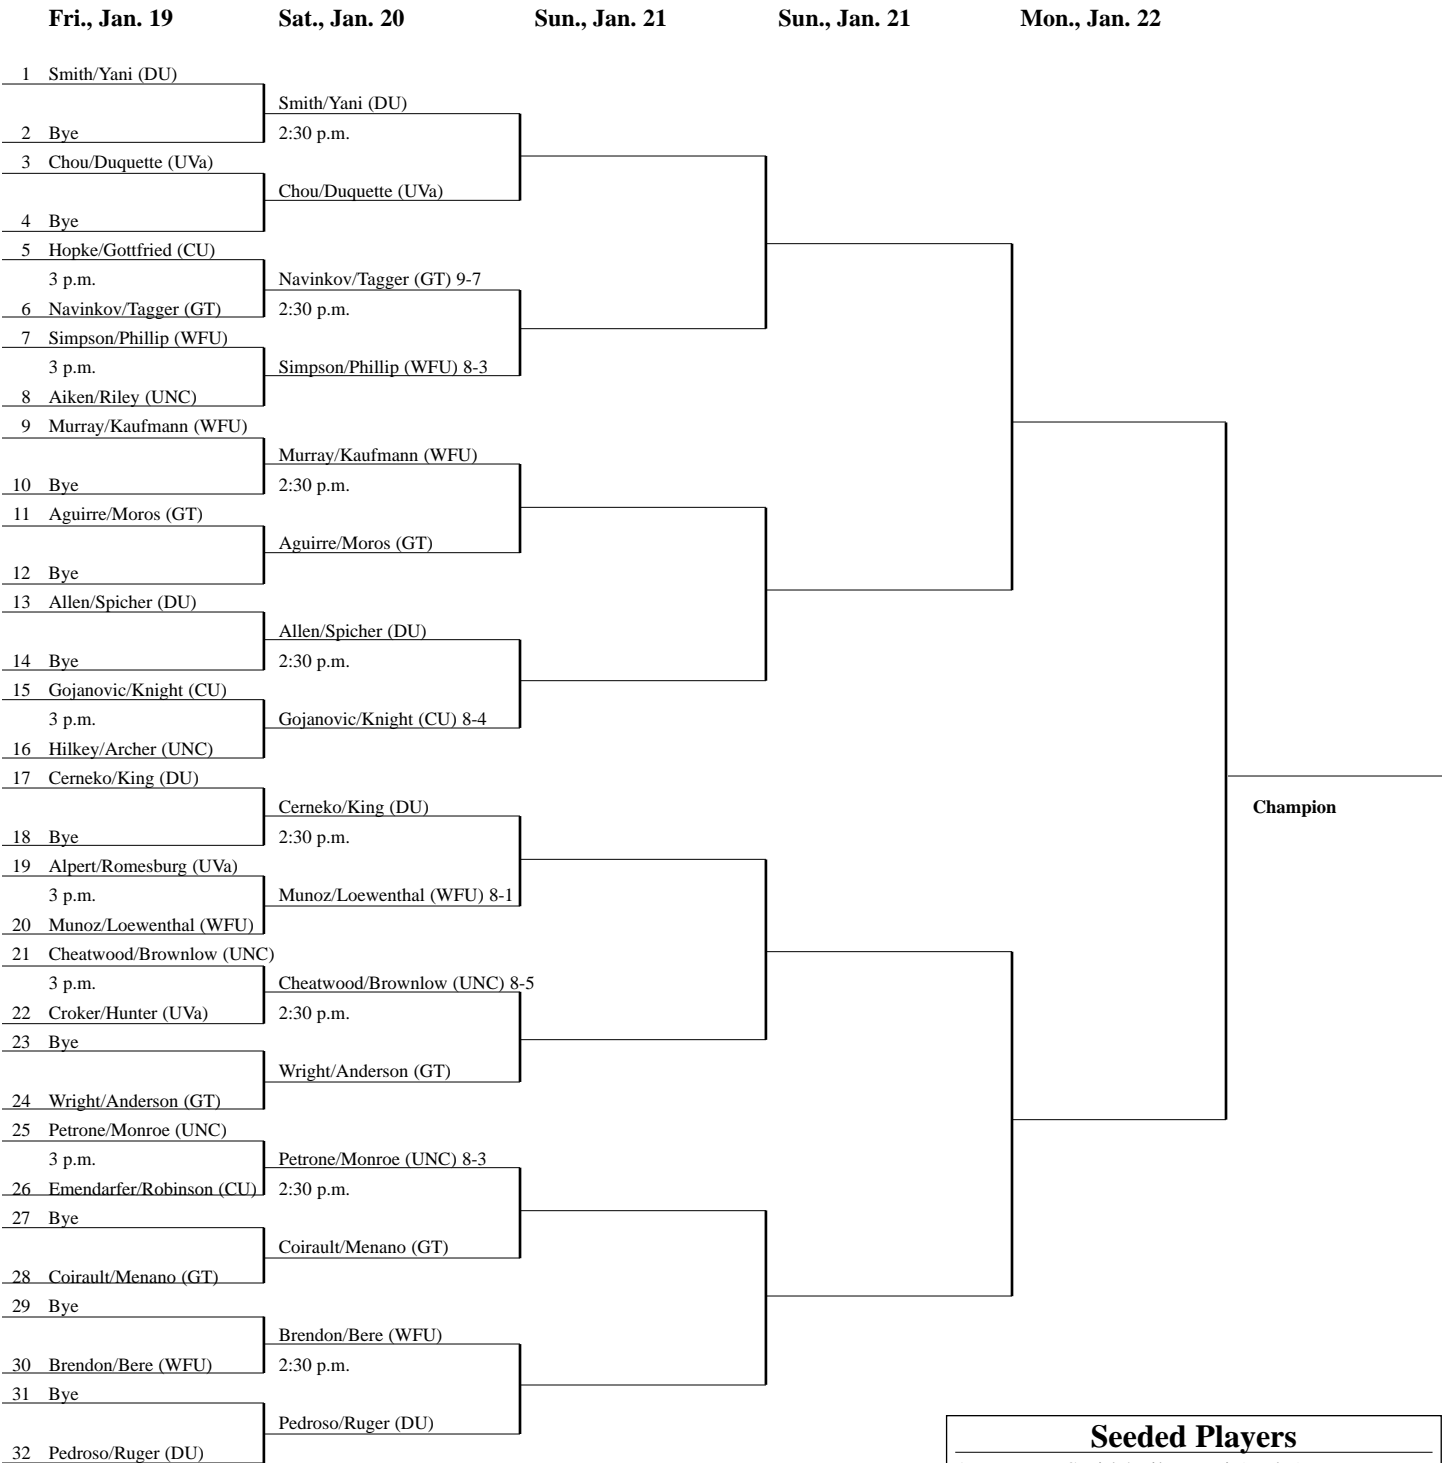 Fri., Jan. 19 Sat., Jan. 20 Sun., Jan. 21 Sun., Jan. 21 Mon., Jan. 22
1 Smith/Yani (DU)
Smith/Yani (DU)
2 Bye 2:30 p.m.
3 Chou/Duquette (UVa)
Chou/Duquette (UVa)
4 Bye
5 Hopke/Gottfried (CU)
3 p.m. Navinkov/Tagger (GT) 9-7
6 Navinkov/Tagger (GT) 2:30 p.m.
7 Simpson/Phillip (WFU)
3 p.m. Simpson/Phillip (WFU) 8-3
8 Aiken/Riley (UNC)
9 Murray/Kaufmann (WFU)
Murray/Kaufmann (WFU)
10 Bye 2:30 p.m.
11 Aguirre/Moros (GT)
Aguirre/Moros (GT)
12 Bye
13 Allen/Spicher (DU)
Allen/Spicher (DU)
14 Bye 2:30 p.m.
15 Gojanovic/Knight (CU)
3 p.m. Gojanovic/Knight (CU) 8-4
16 Hilkey/Archer (UNC)
17 Cerneko/King (DU)
Cerneko/King (DU) Champion
18 Bye 2:30 p.m.
19 Alpert/Romesburg (UVa)
3 p.m. Munoz/Loewenthal (WFU) 8-1
20 Munoz/Loewenthal (WFU)
21 Cheatwood/Brownlow (UNC)
3 p.m. Cheatwood/Brownlow (UNC) 8-5
22 Croker/Hunter (UVa) 2:30 p.m.
23 Bye
Wright/Anderson (GT)
24 Wright/Anderson (GT)
25 Petrone/Monroe (UNC)
3 p.m. Petrone/Monroe (UNC) 8-3
26 Emendarfer/Robinson (CU) 2:30 p.m.
27 Bye
Coirault/Menano (GT)
28 Coirault/Menano (GT)
29 Bye
Brendon/Bere (WFU)
30 Brendon/Bere (WFU) 2:30 p.m.
31 Bye
Pedroso/Ruger (DU)
Seeded Players
32 Pedroso/Ruger (DU)